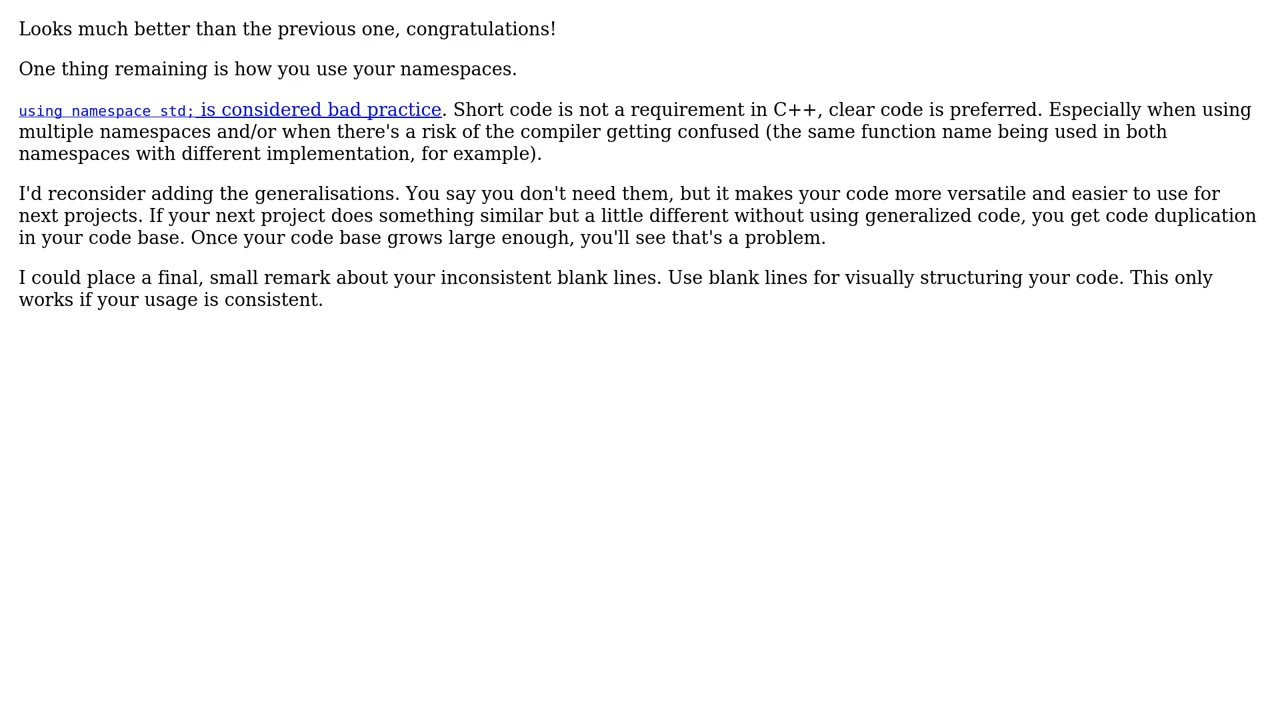 Looks much better than the previous one, congratulations!
One thing remaining is how you use your namespaces.
using namespace std; is considered bad practice. Short code is not a requirement in C++, clear code is preferred. Especially when using
multiple namespaces and/or when there's a risk of the compiler getting confused (the same function name being used in both
namespaces with different implementation, for example).
I'd reconsider adding the generalisations. You say you don't need them, but it makes your code more versatile and easier to use for
next projects. If your next project does something similar but a little different without using generalized code, you get code duplication
in your code base. Once your code base grows large enough, you'll see that's a problem.
I could place a final, small remark about your inconsistent blank lines. Use blank lines for visually structuring your code. This only
works if your usage is consistent.